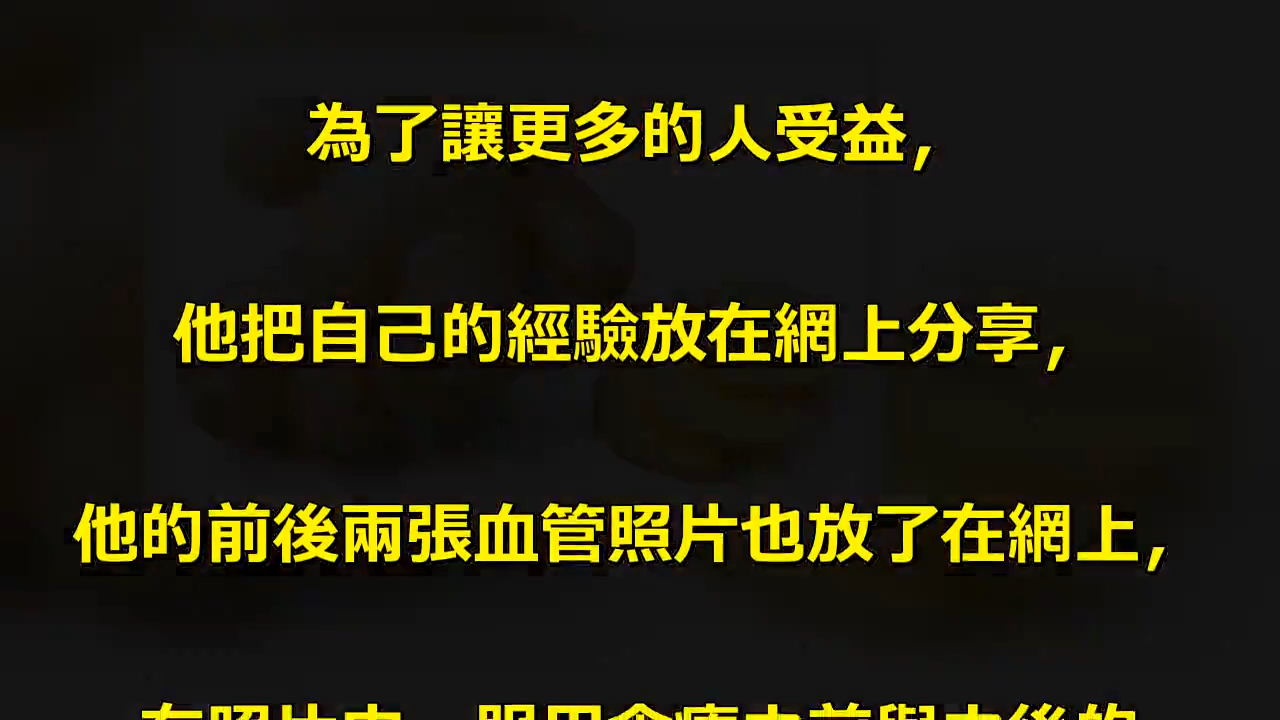 為了讓更多的人受益，
他把自己的經驗放在網上分享，
他的前後兩張血管照片也放了在網上，